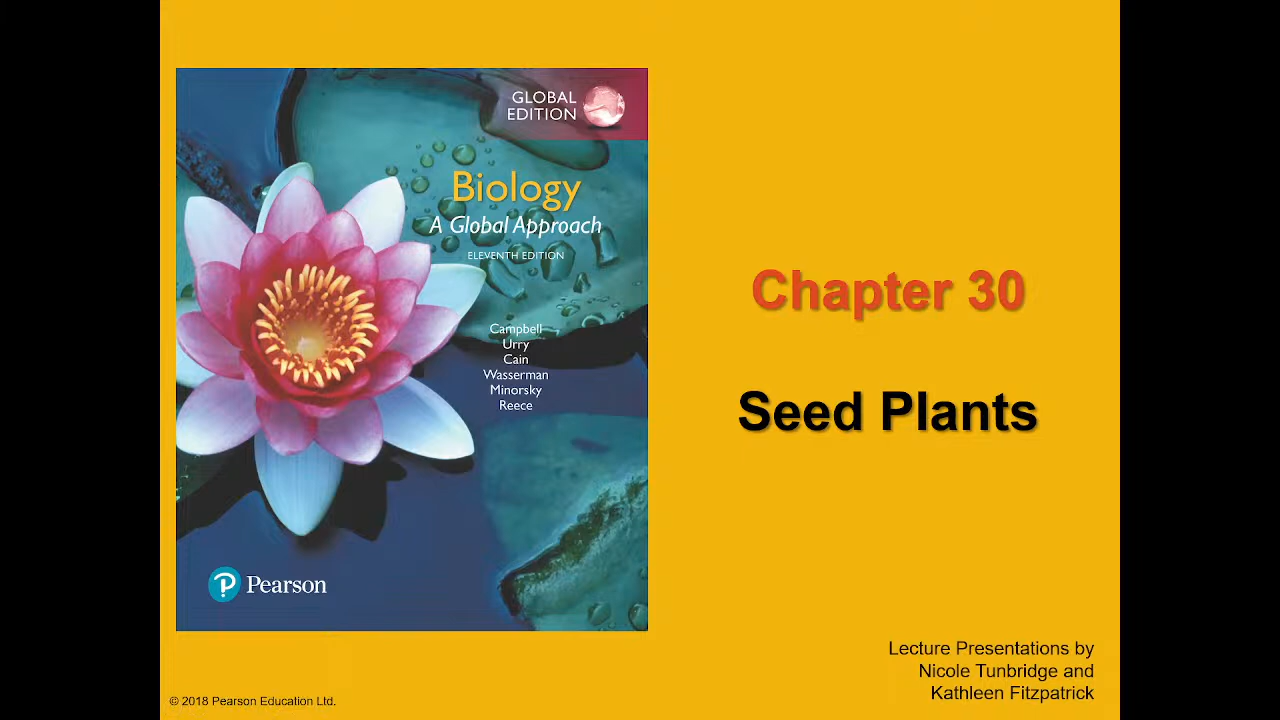 GLOBAL
EDITION
Biology
A Global Approach
ELEVENTH EDITION
Campbell
Urry
Cain
Wasserman
Minorsky
Reece
Pearson
Chapter 30
Seed Plants
Lecture Presentations by
Nicole Tunbridge and
Kathleen Fitzpatrick
© 2018 Pearson Education Ltd.